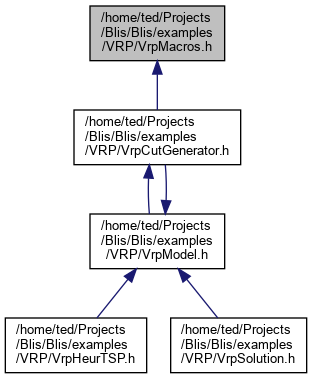 /home/ted/Projects
/Blis/Blis/examples
/VRP/VrpMacros.h
/home/ted/Projects
/Blis/Blis/examples
/VRP/VrpCutGenerator.h
/home/ted/Projects
/Blis/Blis/examples
/VRP/VrpModel.h
/home/ted/Projects
/Blis/Blis/examples
/VRP/VrpHeurTSP.h
/home/ted/Projects
/Blis/Blis/examples
/VRP/VrpSolution.h